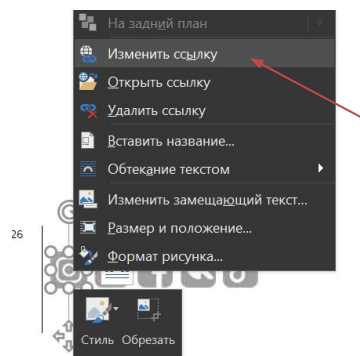 На задний план
Изменить ссылку
Открыть ссылку
Удалить ссылку
Вставить название...
Обтекание текстом
Изменить замещающий текст...
Размер и положение...
Формат рисунка...
26
Стиль Обрезать